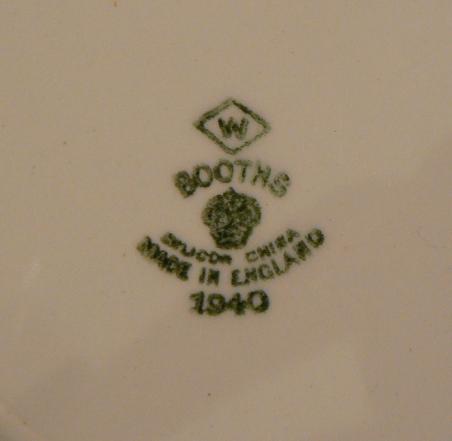 W
BOOTHS
SILICON CHINA
MADE IN ENGLAND
1940